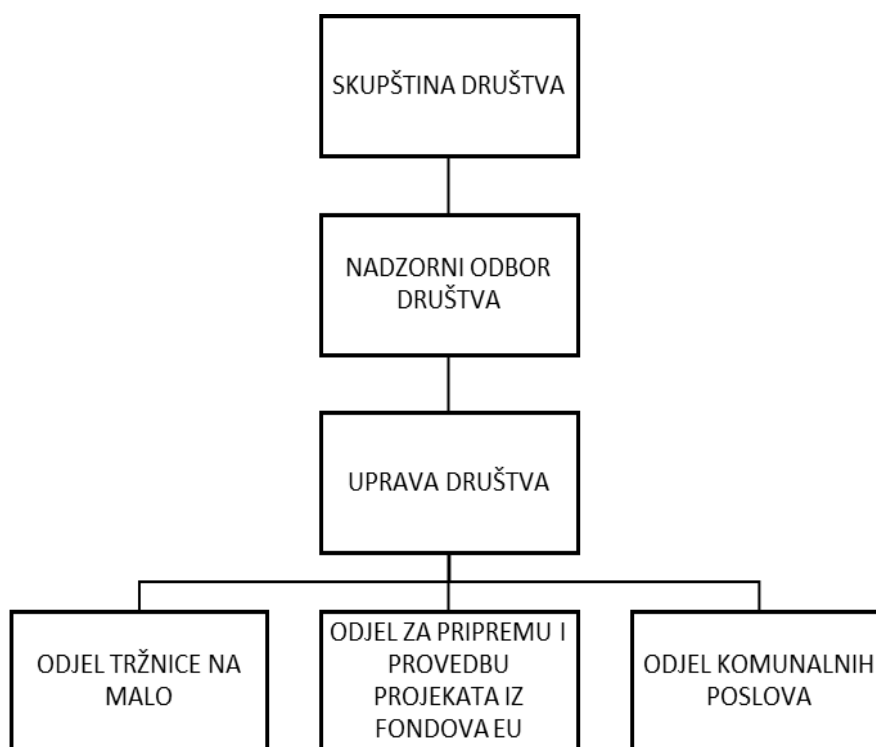 SKUPŠTINA DRUŠTVA
NADZORNI ODBOR
DRUŠTVA
UPRAVA DRUŠTVA
ODJEL TRŽNICE NA
MALO
ODJEL ZA PRIPREMU I
PROVEDBU
PROJEKATA IZ
FONDOVA EU
ODJEL KOMUNALNIH
POSLOVA